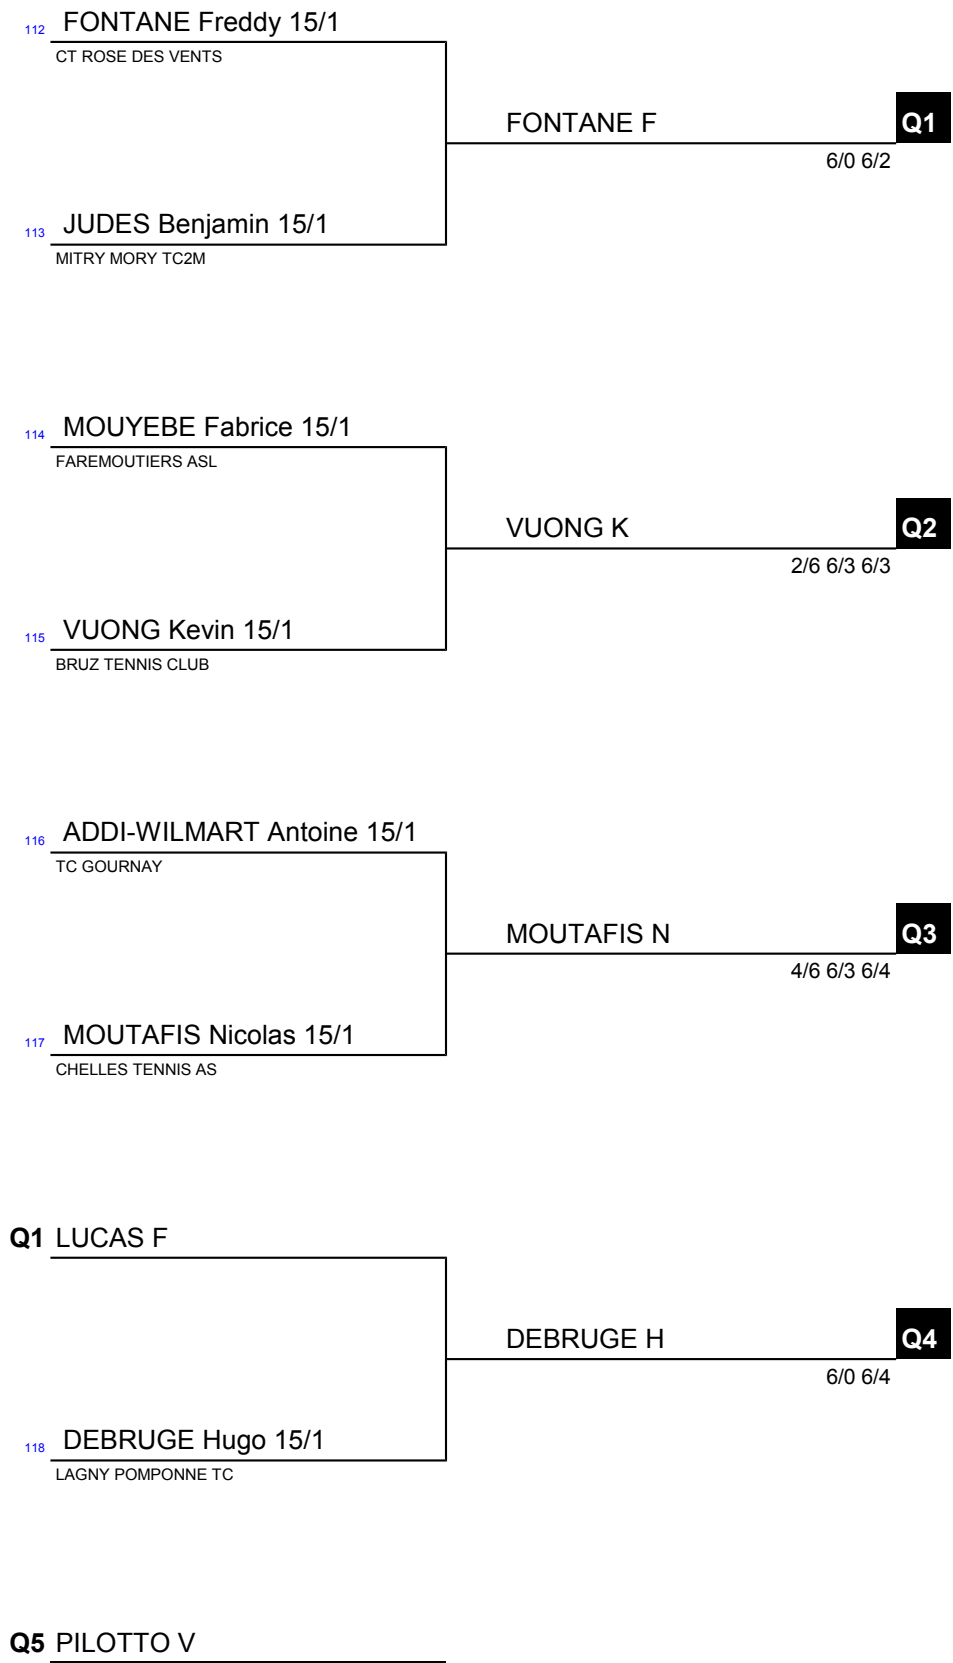 112 FONTANE Freddy 15/1
CT ROSE DES VENTS
FONTANE F Q1
6/0 6/2
113 JUDES Benjamin 15/1
MITRY MORY TC2M
114 MOUYEBE Fabrice 15/1
FAREMOUTIERS ASL
VUONG K Q2
2/6 6/3 6/3
115 VUONG Kevin 15/1
BRUZ TENNIS CLUB
116 ADDI-WILMART Antoine 15/1
TC GOURNAY
MOUTAFIS N Q3
4/6 6/3 6/4
117 MOUTAFIS Nicolas 15/1
CHELLES TENNIS AS
Q1 LUCAS F
DEBRUGE H Q4
6/0 6/4
118 DEBRUGE Hugo 15/1
LAGNY POMPONNE TC
Q5 PILOTTO V